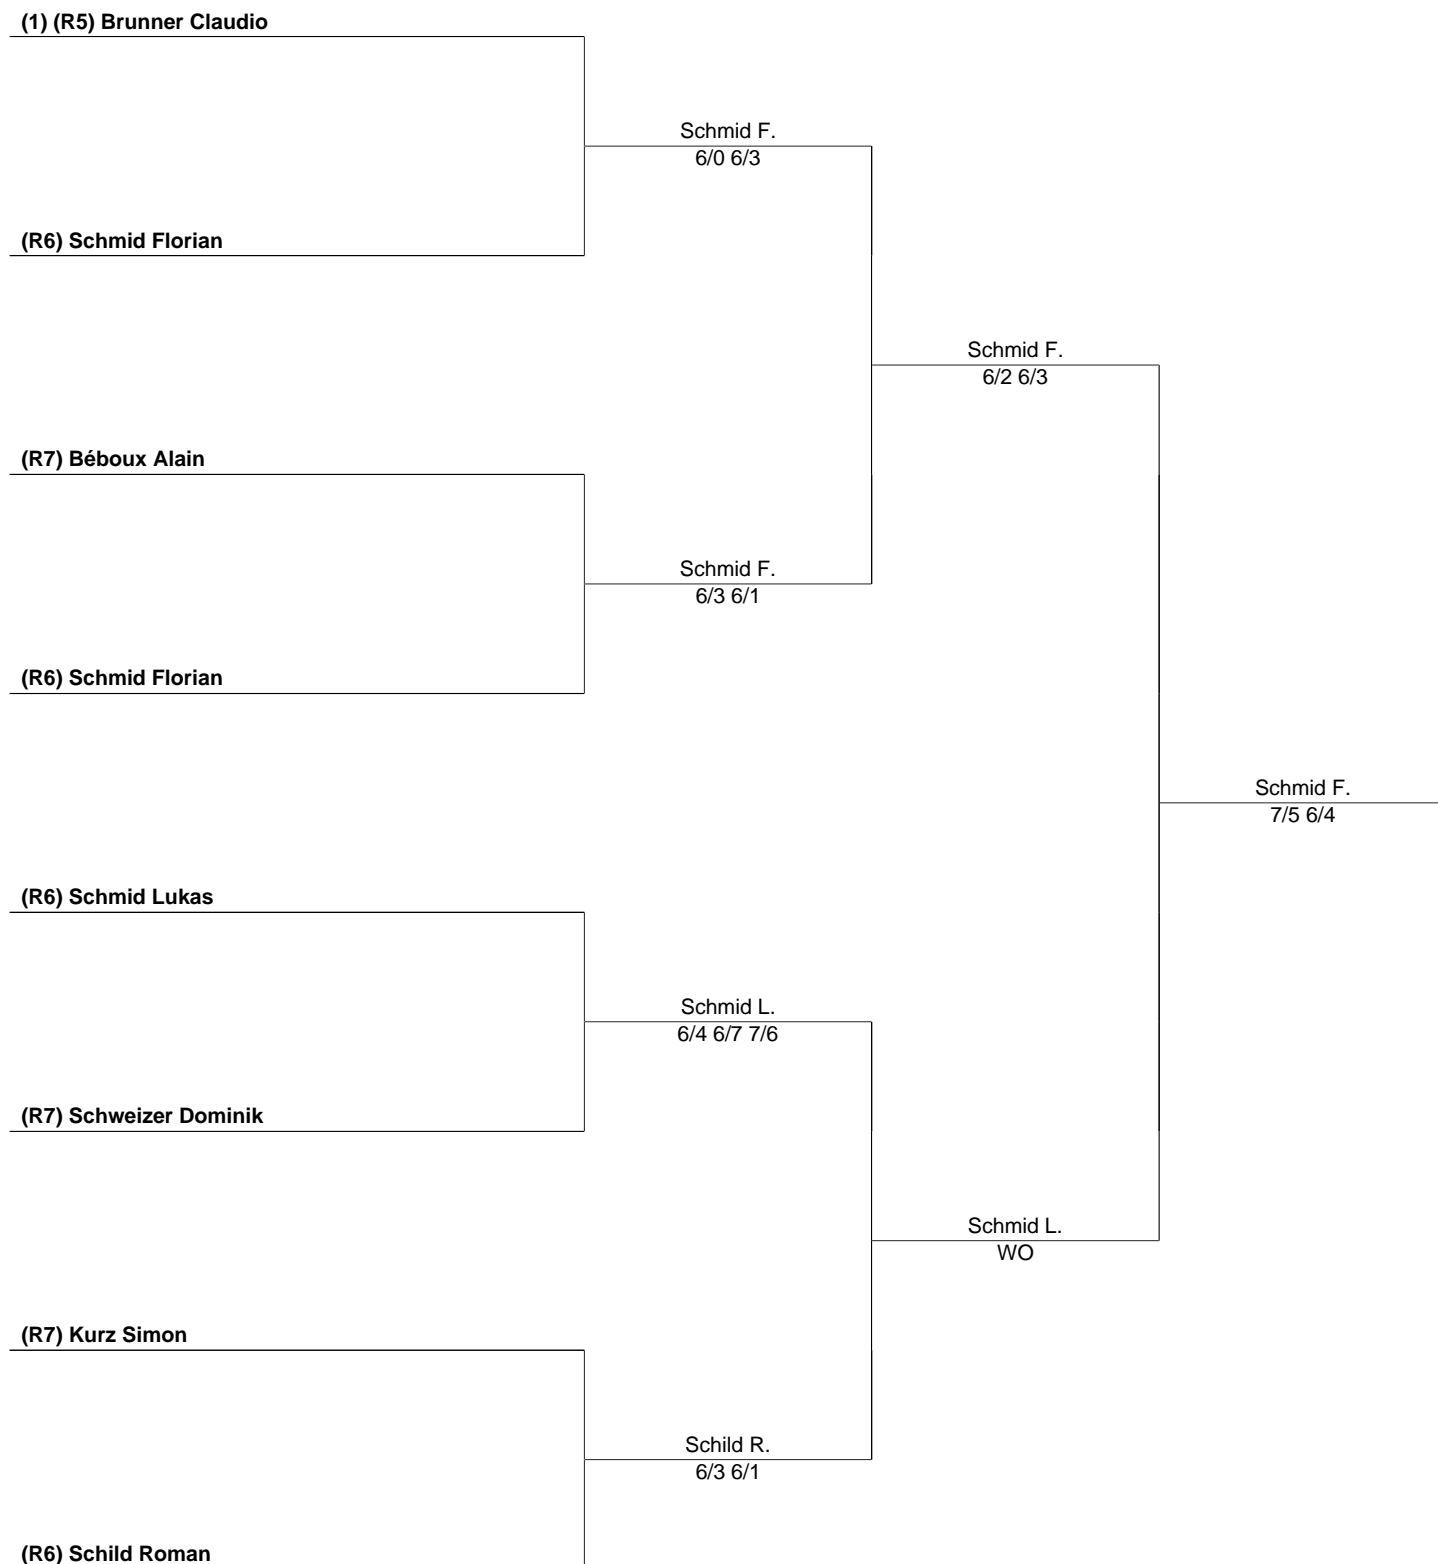 (1) (R5) Brunner Claudio
Schmid F.
6/0 6/3
(R6) Schmid Florian
Schmid F.
6/2 6/3
(R7) Béboux Alain
Schmid F.
6/3 6/1
(R6) Schmid Florian
Schmid F.
7/5 6/4
(R6) Schmid Lukas
Schmid L.
6/4 6/7 7/6
(R7) Schweizer Dominik
Schmid L.
WO
(R7) Kurz Simon
Schild R.
6/3 6/1
(R6) Schild Roman